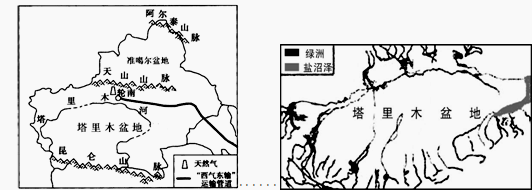 阿尔泰山脉
准噶尔盆地
天山山脉
轮南
塔里木河
塔里木盆地
昆仑山脉
天然气
"西气东输"
运输管道
绿洲
盐沼泽
塔里木盆地